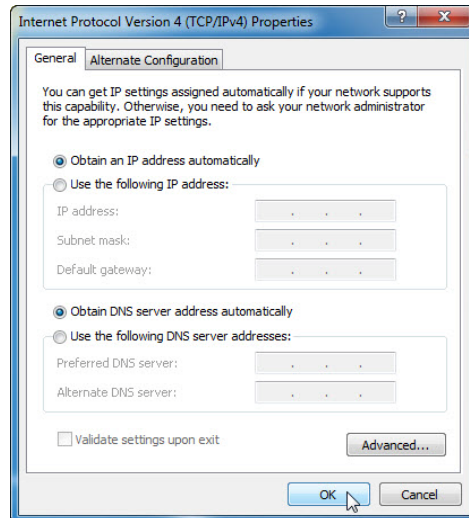 Internet Protocol Version 4 (TCP/IPv4) Properties
General
Alternate Configuration
You can get IP settings assigned automatically if your network supports
this capability. Otherwise, you need to ask your network administrator
for the appropriate IP settings.
Obtain an IP address automatically
Use the following IP address:
IP address:
Subnet mask:
Default gateway:
Obtain DNS server address automatically
Use the following DNS server addresses:
Preferred DNS server:
Alternate DNS server:
Validate settings upon exit
Advanced...
OK
Cancel